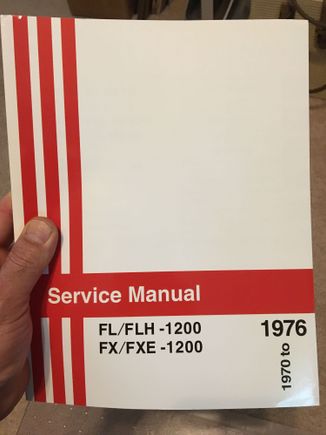 Service Manual
FL/FLH -1200
FX/FXE -1200
1970 to
1976